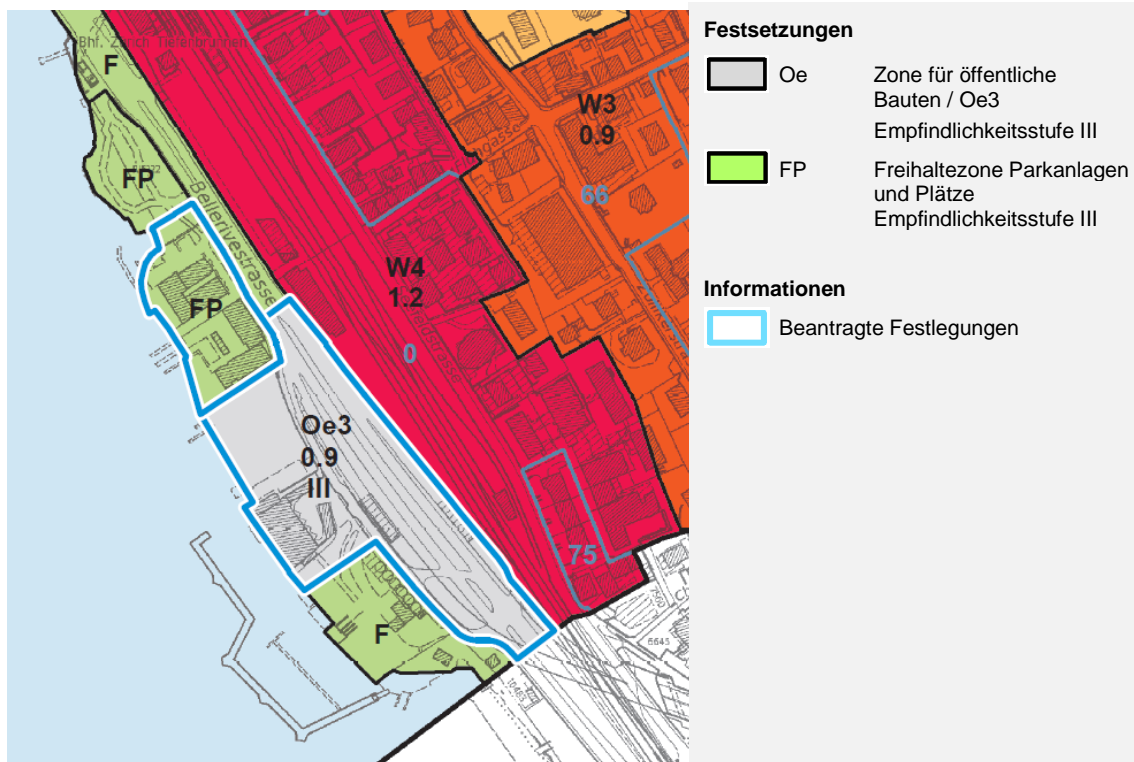 Bhf. Zürich Tiefenbrunnen
F
FP
Bellerivestrasse
FP
W4
1.2
0
W3
0.9
66
Oe3
0.9
III
75
F
6645
Festsetzungen
Oe Zone für öffentliche
Bauten / Oe3
Empfindlichkeitsstufe III
FP Freihaltezone Parkanlagen
und Plätze
Empfindlichkeitsstufe III
Informationen
Beantragte Festlegungen